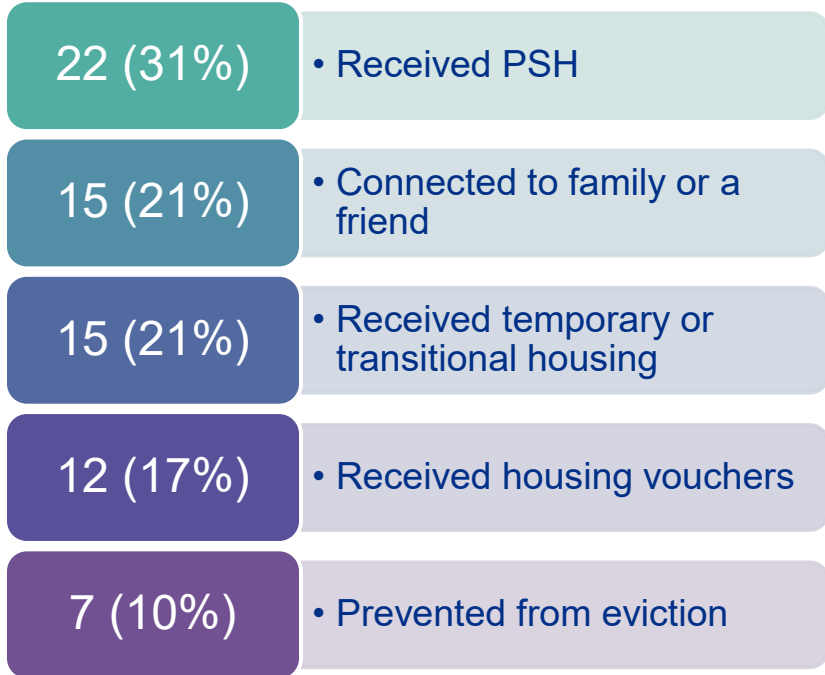 22 (31%)
• Received PSH
15 (21%)
• Connected to family or a
friend
15 (21%)
• Received temporary or
transitional housing
12 (17%)
• Received housing vouchers
7 (10%)
• Prevented from eviction